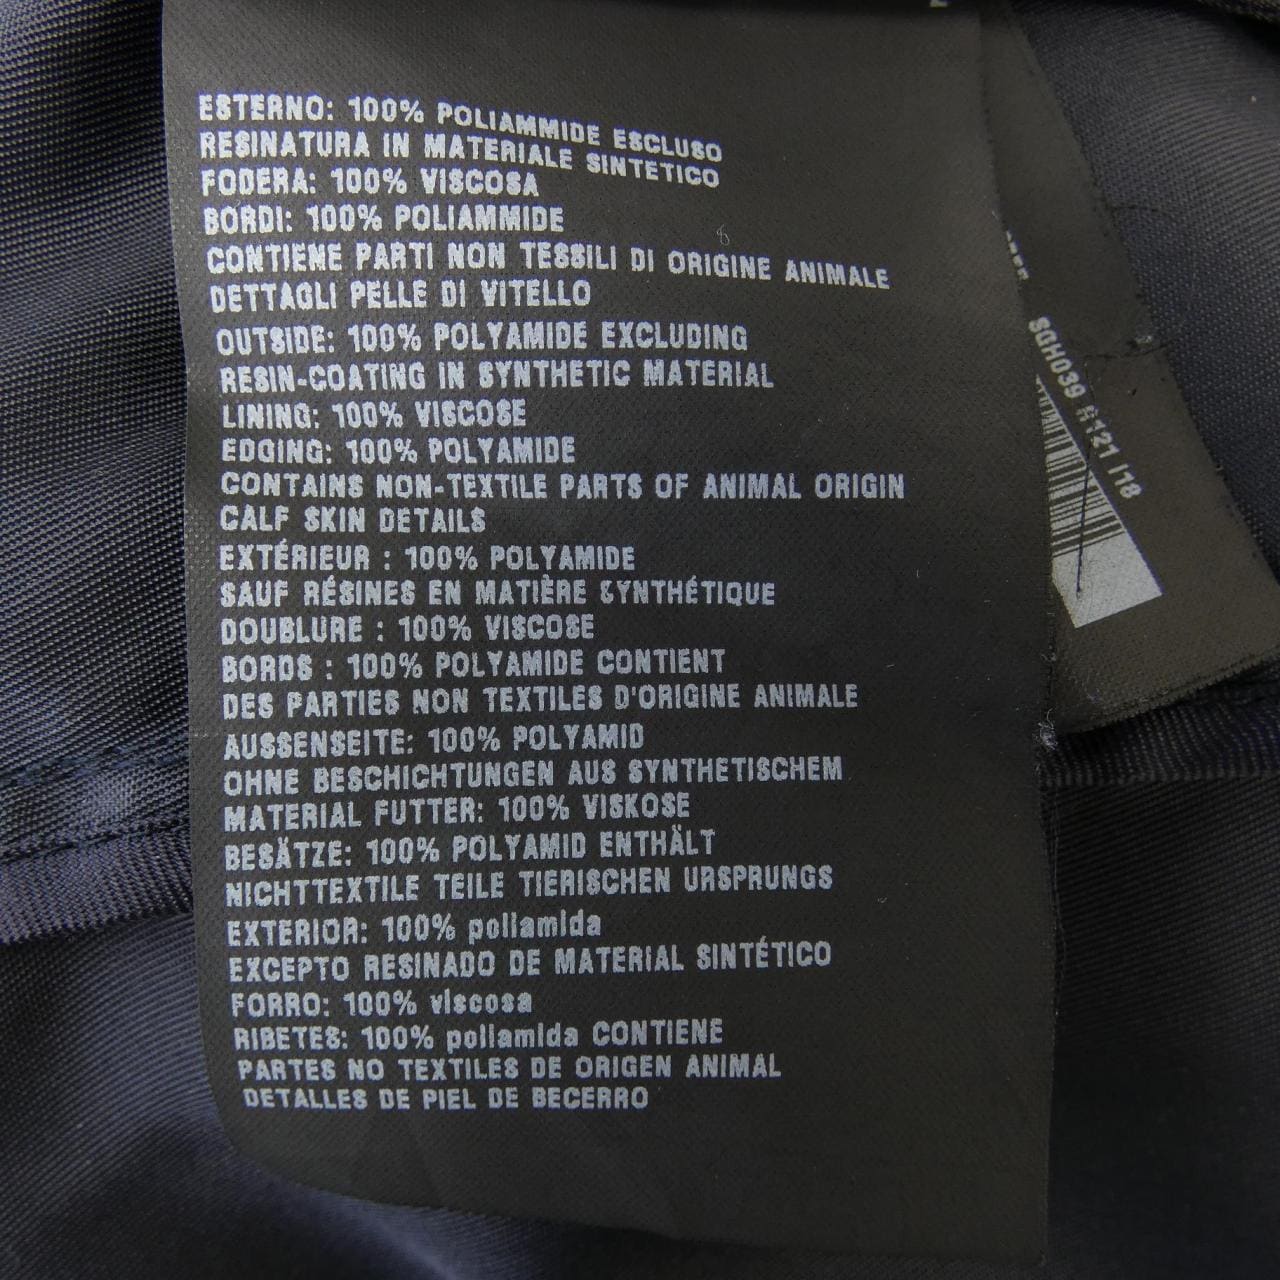 ESTERNO: 100% POLIAMMIDE ESCLUSO
RESINATURA IN MATERIALE SINTETICO
FODERA: 100% VISCOSA
BORDI: 100% POLIAMMIDE
CONTIENE PARTI NON TESSILI DI ORIGINE ANIMALE
DETTAGLI PELLE DI VITELLO
OUTSIDE: 100% POLYAMIDE EXCLUDING
RESIN-COATING IN SYNTHETIC MATERIAL
LINING: 100% VISCOSE
EDGING: 100% POLYAMIDE
CONTAINS NON-TEXTILE PARTS OF ANIMAL ORIGIN
CALF SKIN DETAILS
EXTÉRIEUR : 100% POLYAMIDE
SAUF RÉSINES EN MATIÈRE SYNTHÉTIQUE
DOUBLURE : 100% VISCOSE
BORDS : 100% POLYAMIDE CONTIENT
DES PARTIES NON TEXTILES D'ORIGINE ANIMALE
AUSSENSEITE: 100% POLYAMID
OHNE BESCHICHTUNGEN AUS SYNTHETISCHEM
MATERIAL FUTTER: 100% VISKOSE
BESÄTZE: 100% POLYAMID ENTHÄLT
NICHTTEXTILE TEILE TIERISCHEN URSPRUNGS
EXTERIOR: 100% poliamida
EXCEPTO RESINADO DE MATERIAL SINTÉTICO
FORRO: 100% viscosa
RIBETES: 100% poliamida CONTIENE
PARTES NO TEXTILES DE ORIGEN ANIMAL
DETALLES DE PIEL DE BECERRO
SGH039 R121 I18